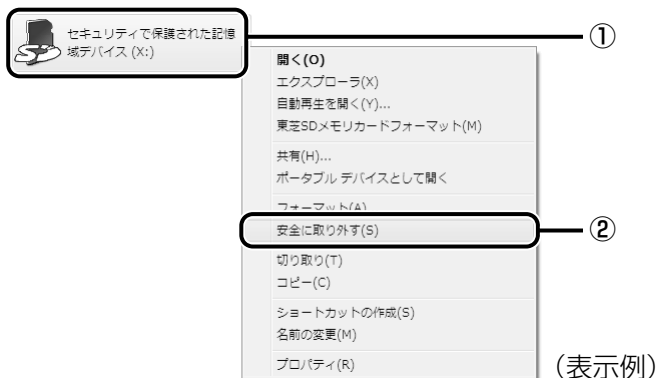 セキュリティで保護された記憶
域デバイス (X:)
①
開く(O)
エクスプローラ(X)
自動再生を開く(Y)...
東芝SDメモリカードフォーマット(M)
共有(H)...
ポータブル デバイスとして開く
フォーマット(A)
安全に取り外す(S)
②
切り取り(T)
コピー(C)
ショートカットの作成(S)
名前の変更(M)
プロパティ(R)
（表示例）